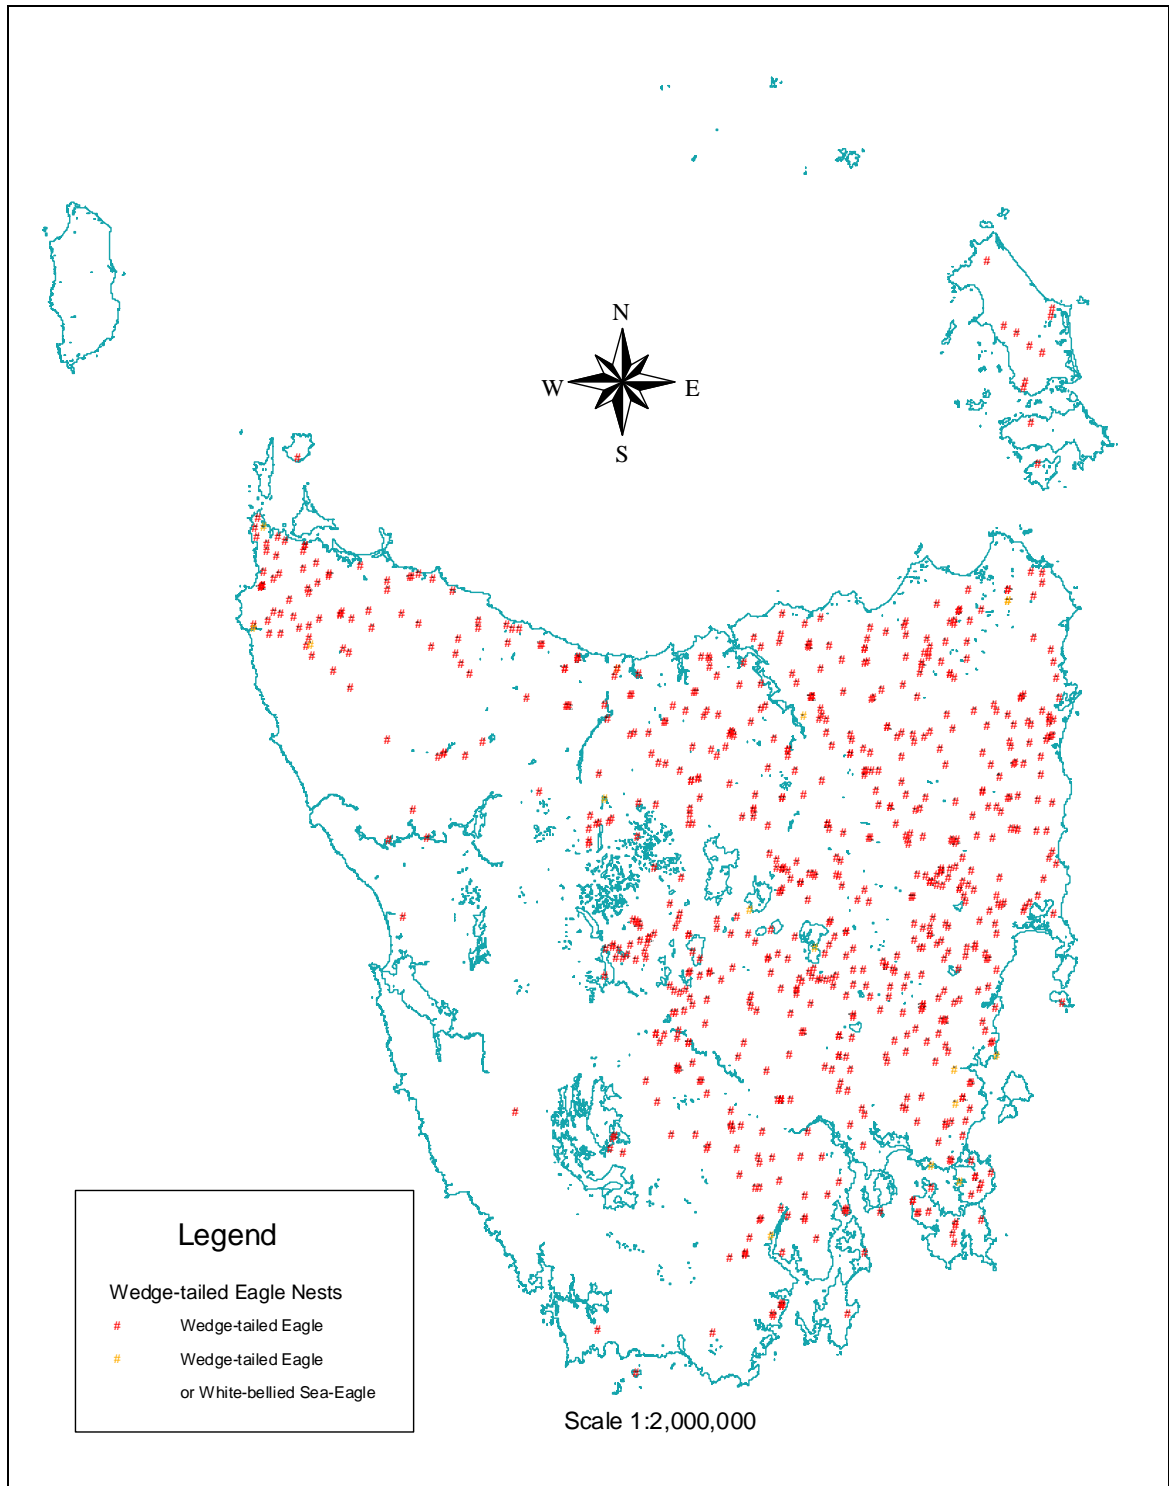 N
W E
S
Legend
Wedge-tailed Eagle Nests
# Wedge-tailed Eagle
# Wedge-tailed Eagle
or White-bellied Sea-Eagle
Scale 1:2,000,000